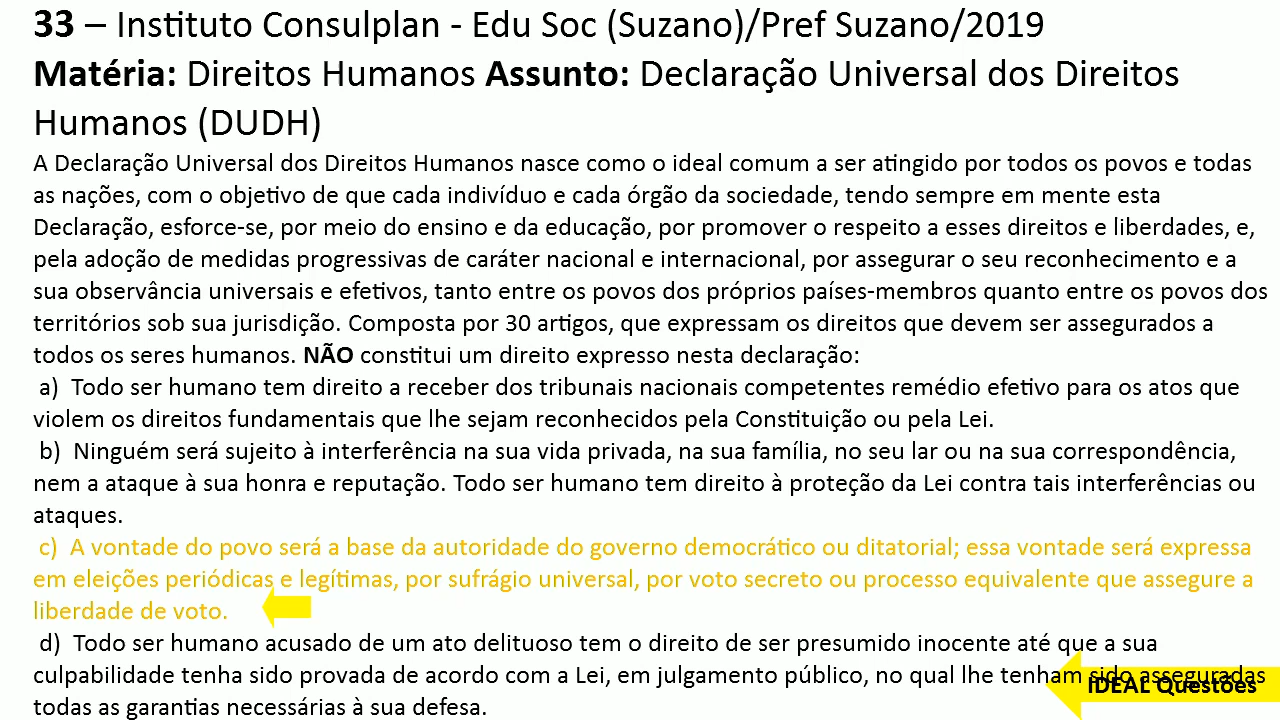 33 – Instituto Consulplan - Edu Soc (Suzano)/Pref Suzano/2019
Matéria: Direitos Humanos Assunto: Declaração Universal dos Direitos
Humanos (DUDH)
A Declaração Universal dos Direitos Humanos nasce como o ideal comum a ser atingido por todos os povos e todas
as nações, com o objetivo de que cada indivíduo e cada órgão da sociedade, tendo sempre em mente esta
Declaração, esforce-se, por meio do ensino e da educação, por promover o respeito a esses direitos e liberdades, e,
pela adoção de medidas progressivas de caráter nacional e internacional, por assegurar o seu reconhecimento e a
sua observância universais e efetivos, tanto entre os povos dos próprios países-membros quanto entre os povos dos
territórios sob sua jurisdição. Composta por 30 artigos, que expressam os direitos que devem ser assegurados a
todos os seres humanos. NÃO constitui um direito expresso nesta declaração:
a) Todo ser humano tem direito a receber dos tribunais nacionais competentes remédio efetivo para os atos que
violem os direitos fundamentais que lhe sejam reconhecidos pela Constituição ou pela Lei.
b) Ninguém será sujeito à interferência na sua vida privada, na sua família, no seu lar ou na sua correspondência,
nem a ataque à sua honra e reputação. Todo ser humano tem direito à proteção da Lei contra tais interferências ou
ataques.
c) A vontade do povo será a base da autoridade do governo democrático ou ditatorial; essa vontade será expressa
em eleições periódicas e legítimas, por sufrágio universal, por voto secreto ou processo equivalente que assegure a
liberdade de voto.
d) Todo ser humano acusado de um ato delituoso tem o direito de ser presumido inocente até que a sua
culpabilidade tenha sido provada de acordo com a Lei, em julgamento público, no qual lhe tenham sido asseguradas
IDEAL Questões
todas as garantias necessárias à sua defesa.